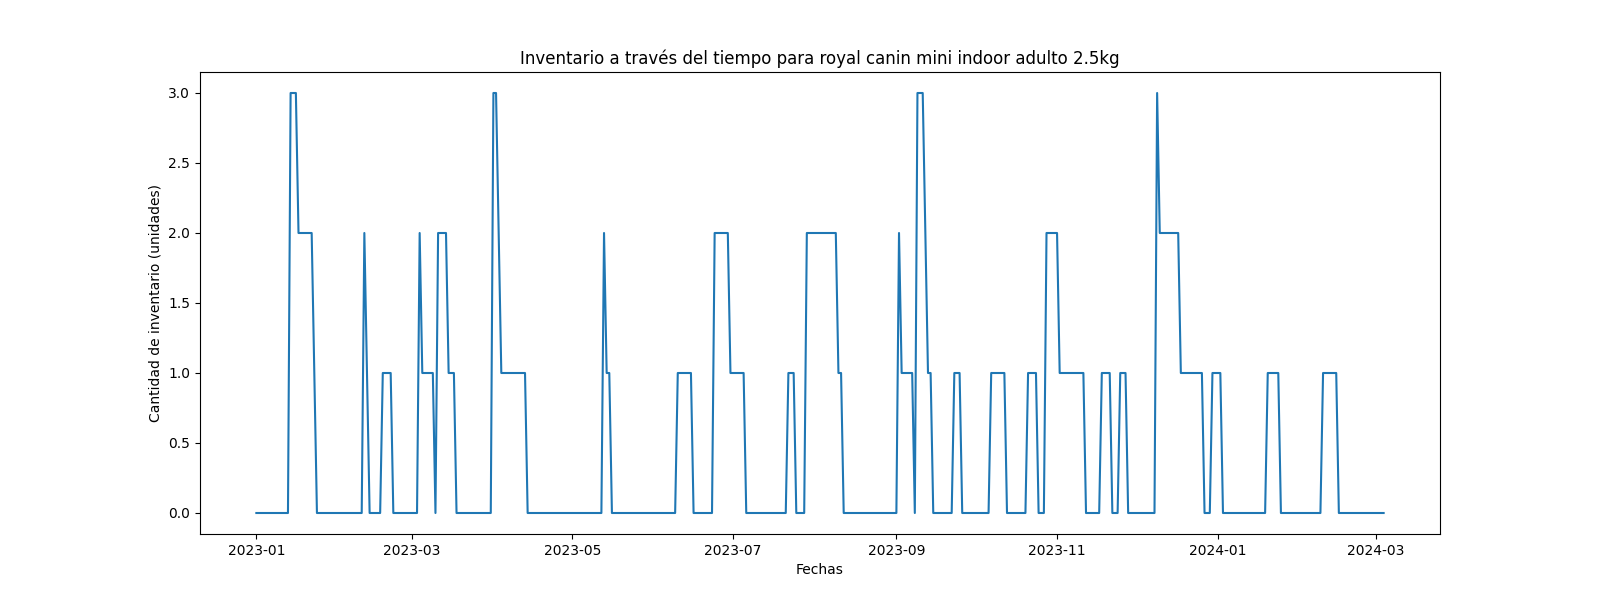 Inventario a través del tiempo para royal canin mini indoor adulto 2.5kg
Cantidad de inventario (unidades)
3.0
2.5
2.0
1.5
1.0
0.5
0.0
2023-01 2023-03 2023-05 2023-07 2023-09 2023-11 2024-01 2024-03
Fechas